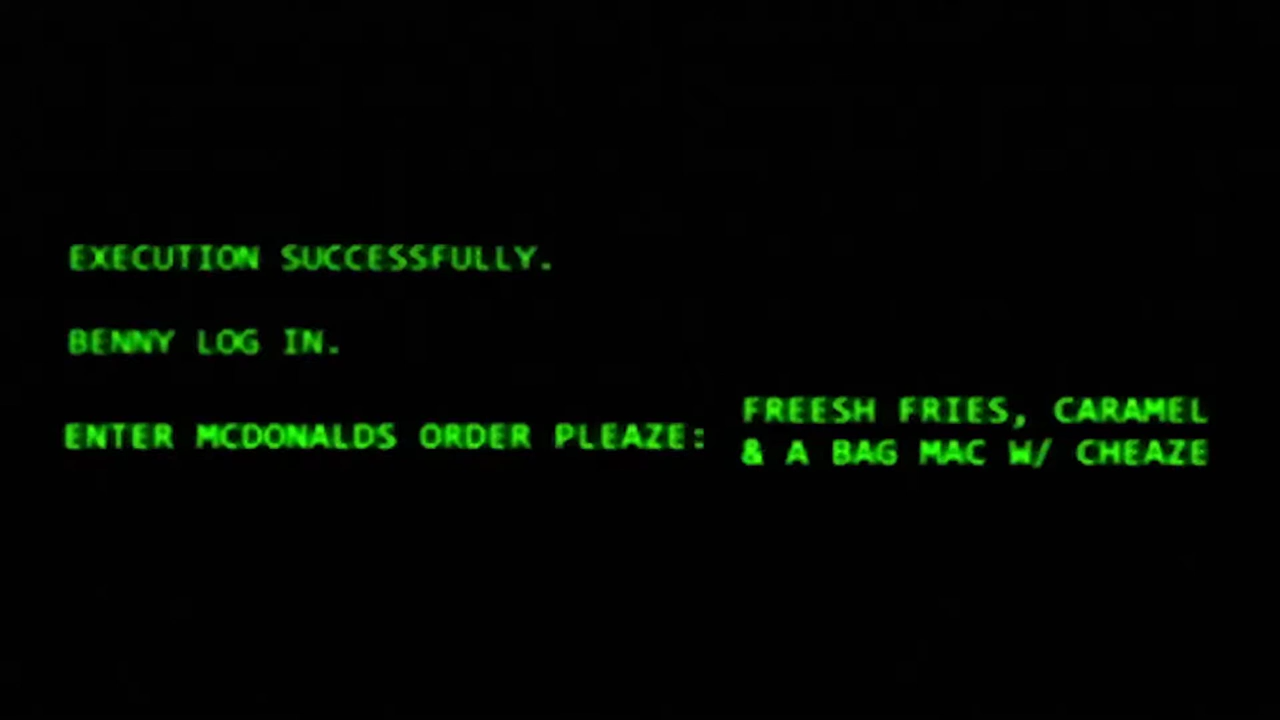 EXECUTION SUCCESSFULLY.
BENNY LOG IN.
ENTER MCDONALDS ORDER PLEAZE:
FREESH FRIES, CARAMEL
& A BAG MAC W/ CHEAZE